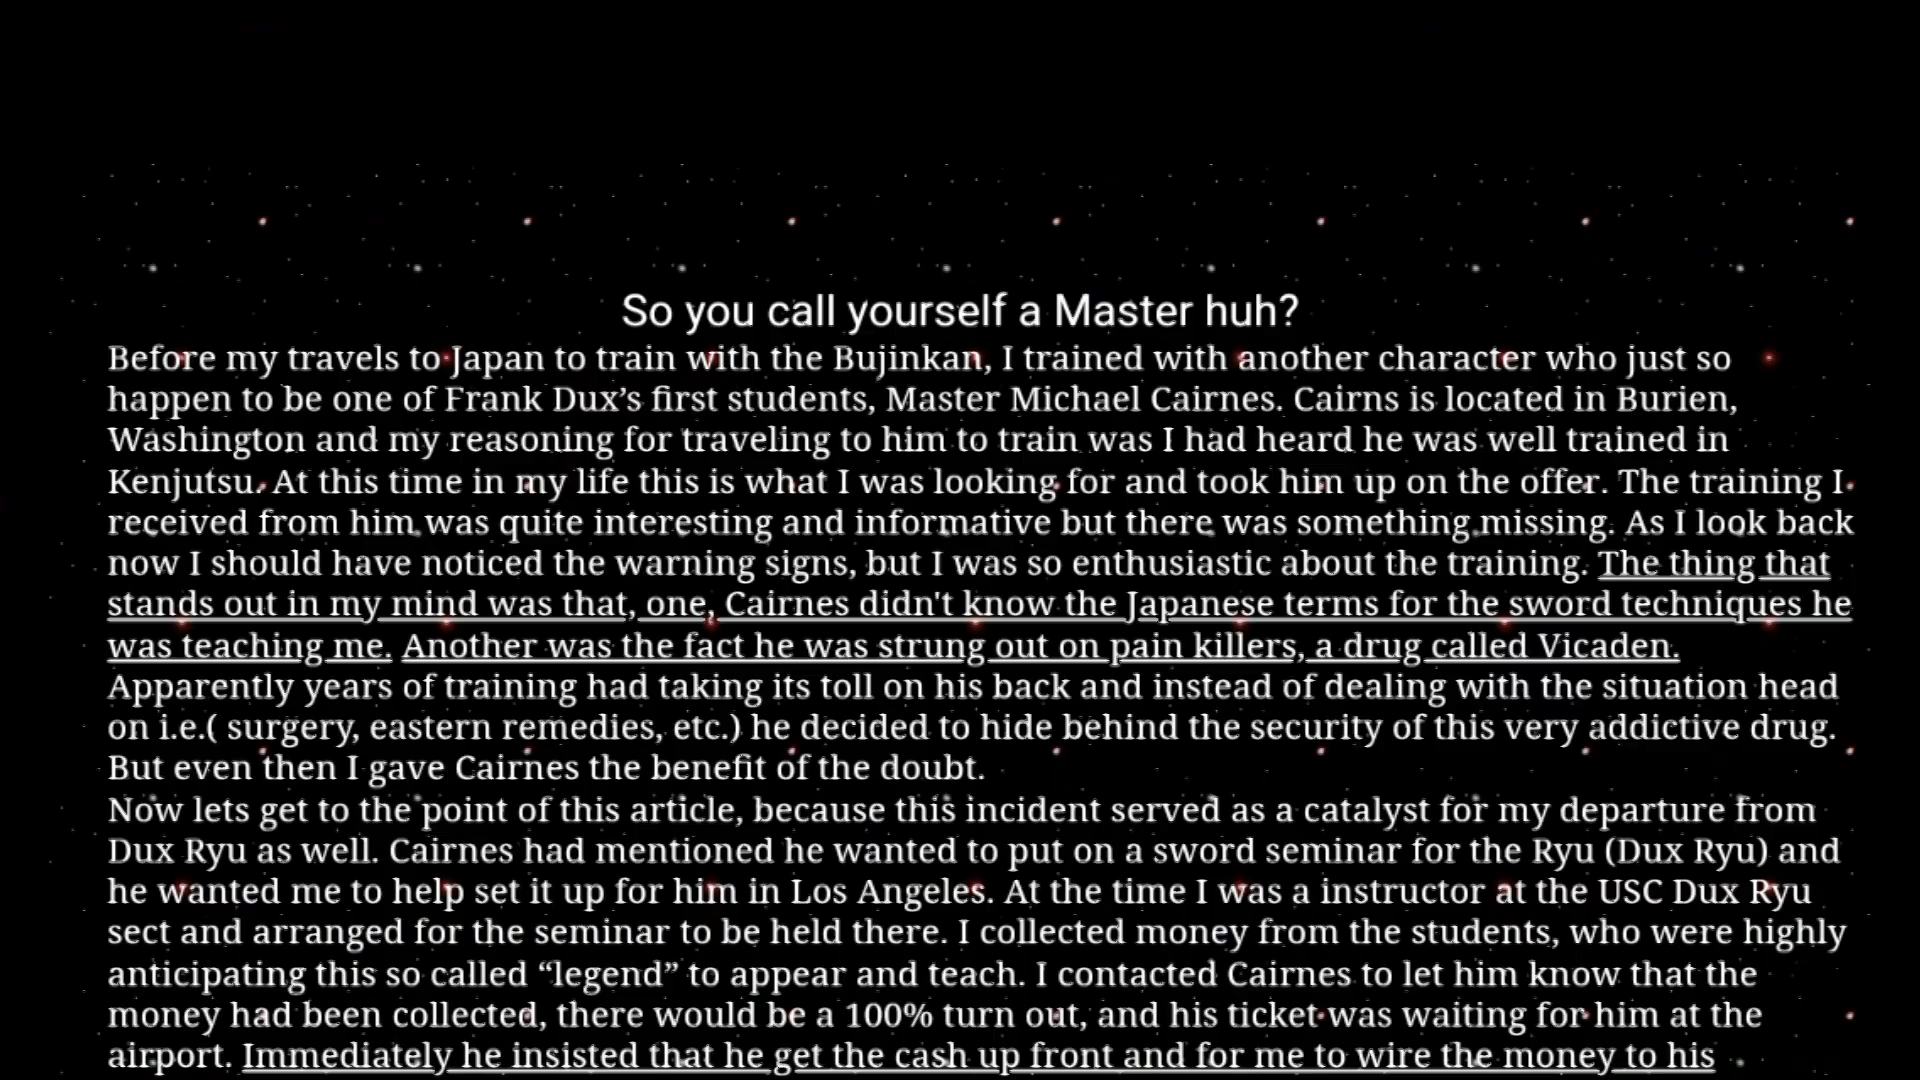 So you call yourself a Master huh?
Before my travels to Japan to train with the Bujinkan, I trained with another character who just so
happen to be one of Frank Dux’s first students, Master Michael Cairnes. Cairns is located in Burien,
Washington and my reasoning for traveling to him to train was I had heard he was well trained in
Kenjutsu. At this time in my life this is what I was looking for and took him up on the offer. The training I
received from him was quite interesting and informative but there was something missing. As I look back
now I should have noticed the warning signs, but I was so enthusiastic about the training. The thing that
stands out in my mind was that, one, Cairnes didn't know the Japanese terms for the sword techniques he
was teaching me. Another was the fact he was strung out on pain killers, a drug called Vicaden.
Apparently years of training had taking its toll on his back and instead of dealing with the situation head
on i.e.( surgery, eastern remedies, etc.) he decided to hide behind the security of this very addictive drug.
But even then I gave Cairnes the benefit of the doubt.
Now lets get to the point of this article, because this incident served as a catalyst for my departure from
Dux Ryu as well. Cairnes had mentioned he wanted to put on a sword seminar for the Ryu (Dux Ryu) and
he wanted me to help set it up for him in Los Angeles. At the time I was a instructor at the USC Dux Ryu
sect and arranged for the seminar to be held there. I collected money from the students, who were highly
anticipating this so called “legend” to appear and teach. I contacted Cairnes to let him know that the
money had been collected, there would be a 100% turn out, and his ticket was waiting for him at the
airport. Immediately he insisted that he get the cash up front and for me to wire the money to his